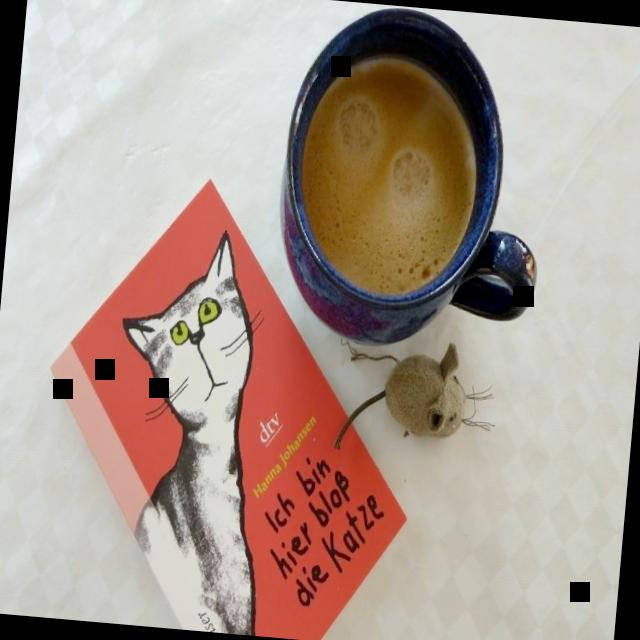 dtv
Hanna Johansen
Ich bin
hier bloß
die Katze